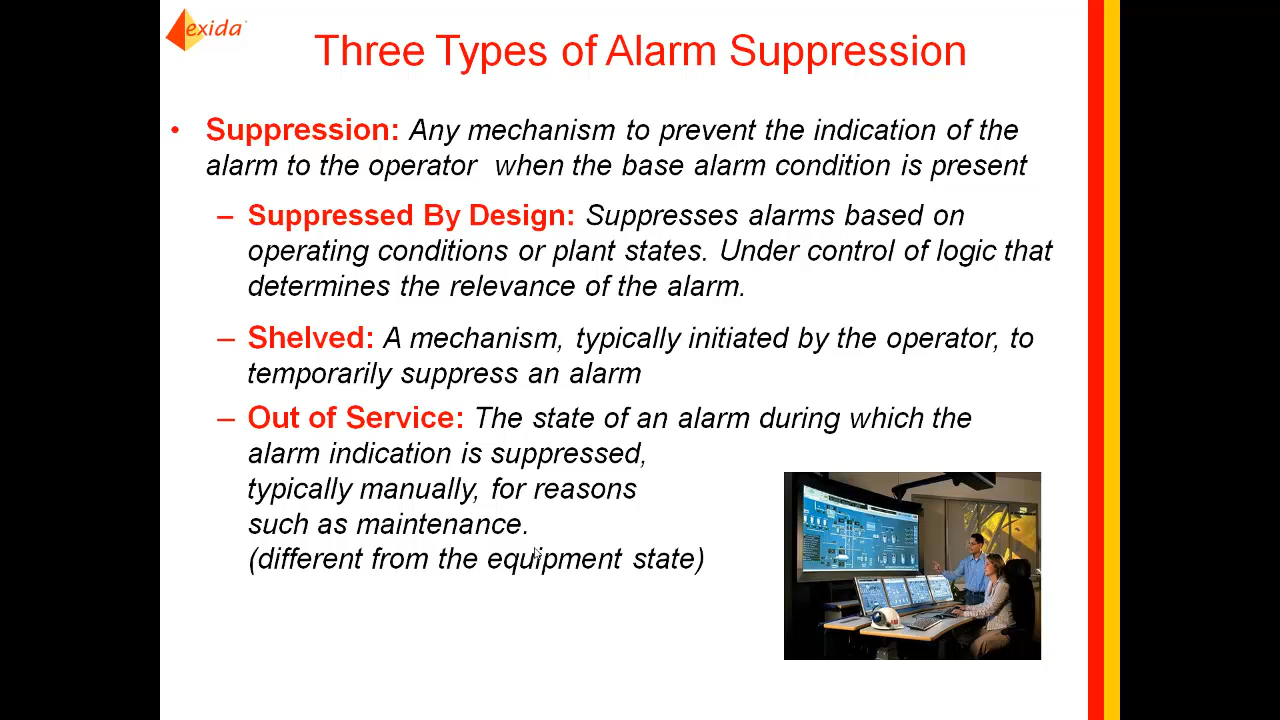 exida
Three Types of Alarm Suppression
• Suppression: Any mechanism to prevent the indication of the
alarm to the operator when the base alarm condition is present
– Suppressed By Design: Suppresses alarms based on
operating conditions or plant states. Under control of logic that
determines the relevance of the alarm.
– Shelved: A mechanism, typically initiated by the operator, to
temporarily suppress an alarm
– Out of Service: The state of an alarm during which the
alarm indication is suppressed,
typically manually, for reasons
such as maintenance.
(different from the equipment state)